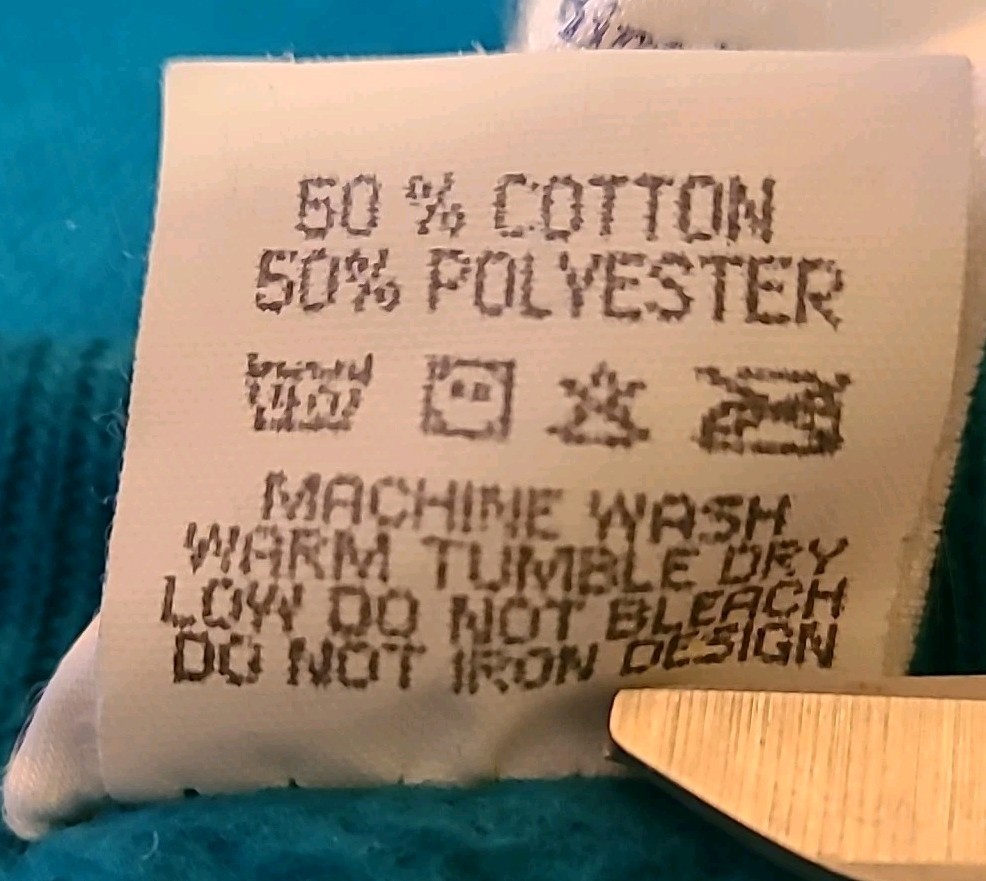 50 % COTTON
50% POLYESTER
MACHINE WASH
WARM TUMBLE DRY
LOW DO NOT BLEACH
DO NOT IRON DESIGN